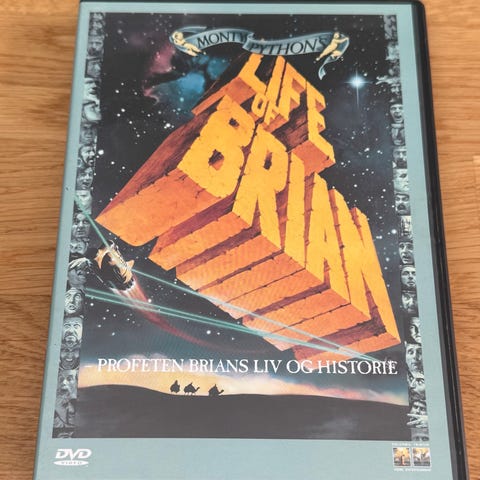 MONTY PYTHON'S
LIFE
OF
BRIAN
- PROFETEN BRIANS LIV OG HISTORIE
DVD
VIDEO